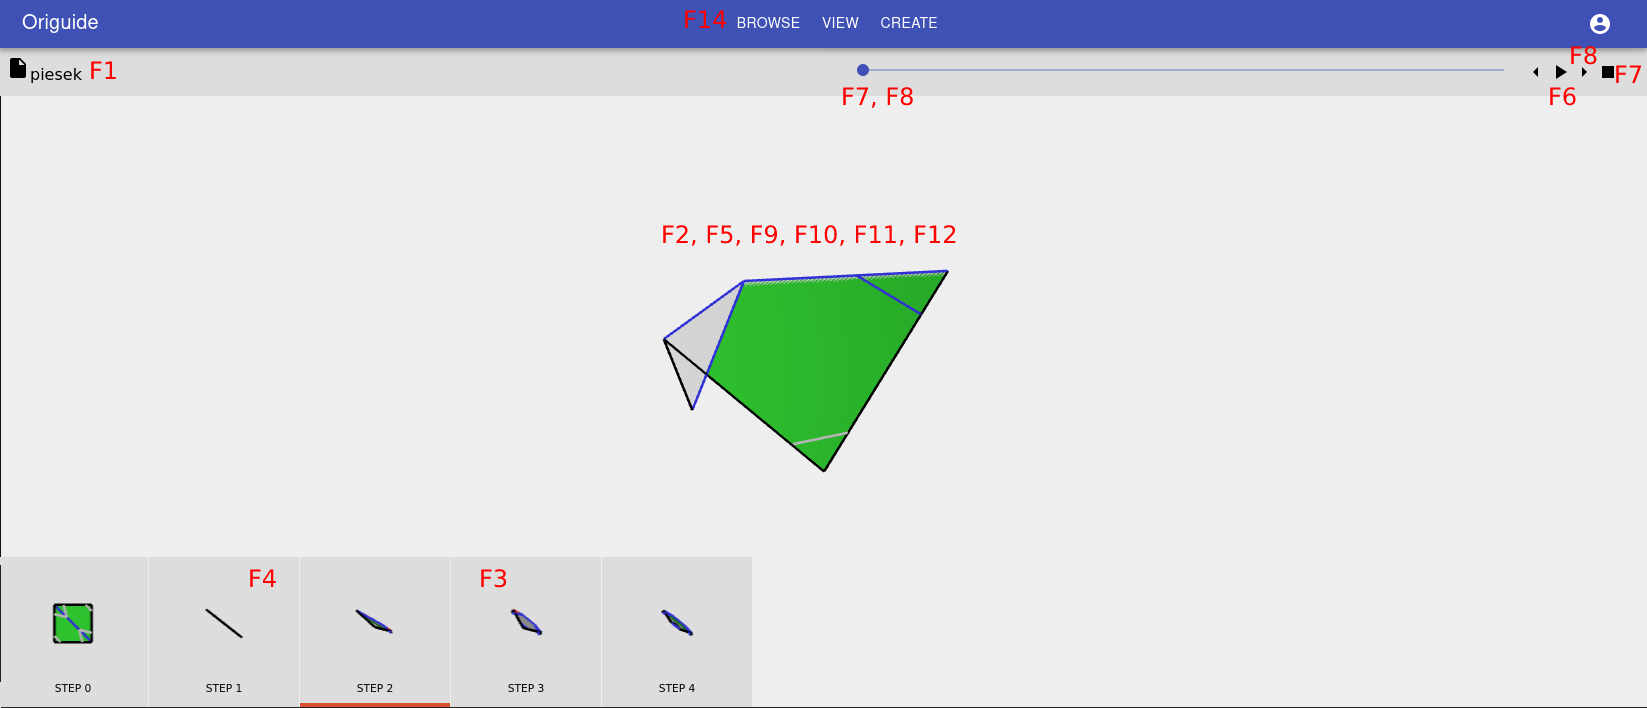 Origuide
F14 BROWSE VIEW CREATE
piesek F1
F8
F7
F7, F8
F6
F2, F5, F9, F10, F11, F12
F4
F3
STEP 0
STEP 1
STEP 2
STEP 3
STEP 4